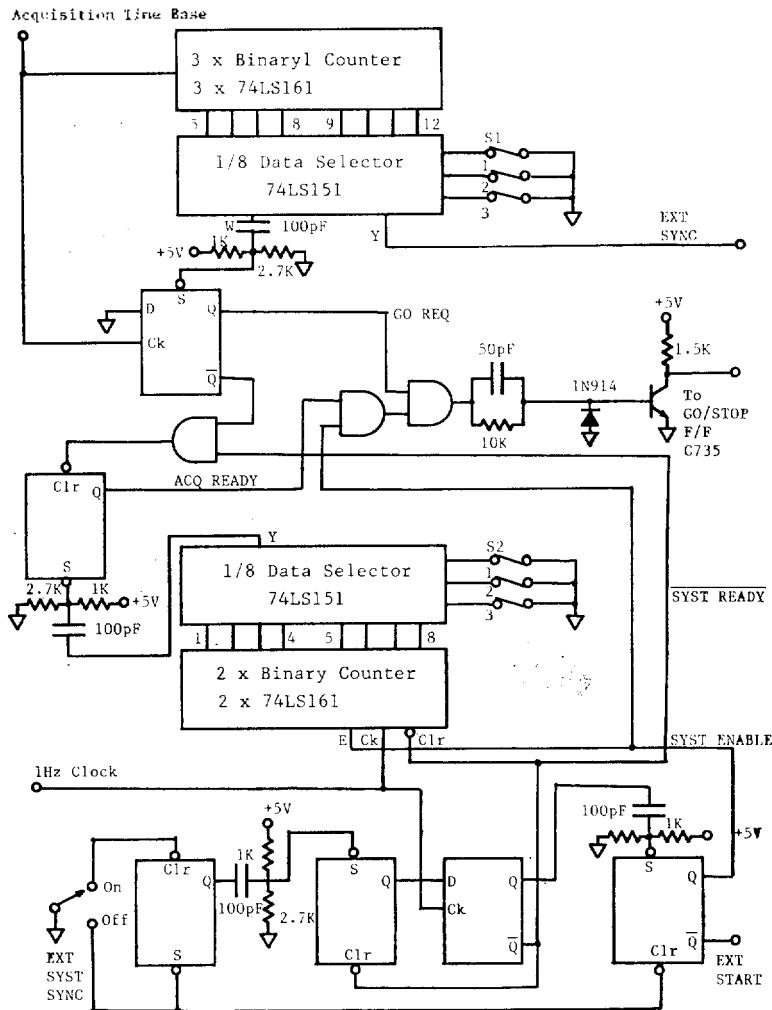 Acquisition Time Base
3 x Binaryl Counter
3 x 74LS161
5 8 9 12
1/8 Data Selector
74LS151
S1
1
2
3
W
100pF
Y
EXT
SYNC
+5V
1K
2.7K
S
D
Q
Ck
Q
GO REQ
+5V
1.5K
50pF
10K
1N914
To
GO/STOP
F/F
C735
Clr
Q
ACQ READY
S
2.7K
1K
+5V
100pF
Y
1/8 Data Selector
74LS151
S2
1
2
3
SYST READY
1 4 5 8
2 x Binary Counter
2 x 74LS161
E Ck Clr
SYST ENABLE
1Hz Clock
+5V
1K
100pF
2.7K
100pF
1K
+5V
On
Off
EXT
SYST
SYNC
Clr
Q
S
S
Q
Clr
D
Q
Ck
Q
S
Q
Q
Clr
EXT
START